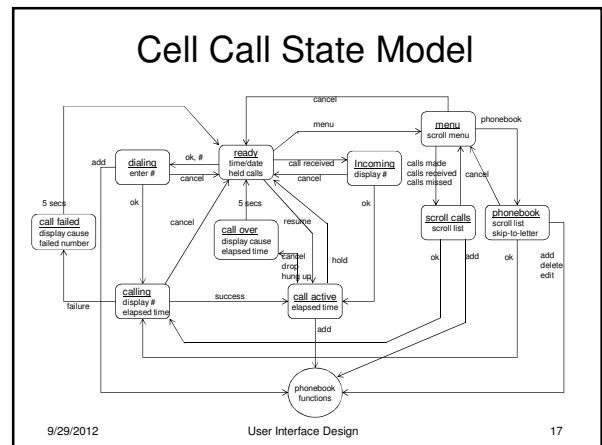 Cell Call State Model
cancel
menu
menu
scroll menu
phonebook
ready
time/date
held calls
dialing
enter #
ok, #
cancel
add
call received
cancel
Incoming
display #
calls made
calls received
calls missed
cancel
5 secs
ok
cancel
5 secs
resume
ok
call failed
display cause
failed number
call over
display cause
elapsed time
hold
cancel
drop
hung up
scroll calls
scroll list
phonebook
scroll list
skip-to-letter
ok
add
ok
add
delete
edit
failure
calling
display #
elapsed time
success
call active
elapsed time
add
phonebook
functions
9/29/2012
User Interface Design
17